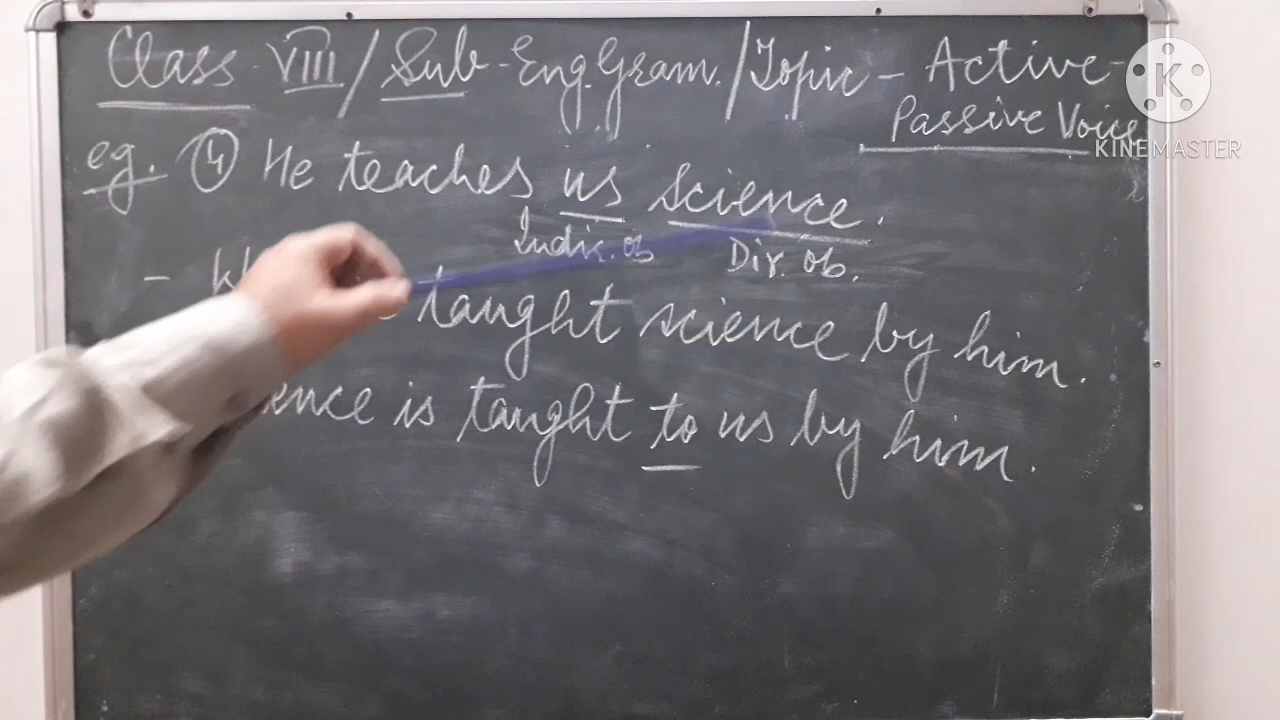 Class - VIII / Sub - Eng. Gram. / Topic - Active-
Passive Voice
K
KINEMASTER
eg. (4) He teaches us science.
Indir. ob Dir. ob.
- taught science by him.
is taught to us by him.